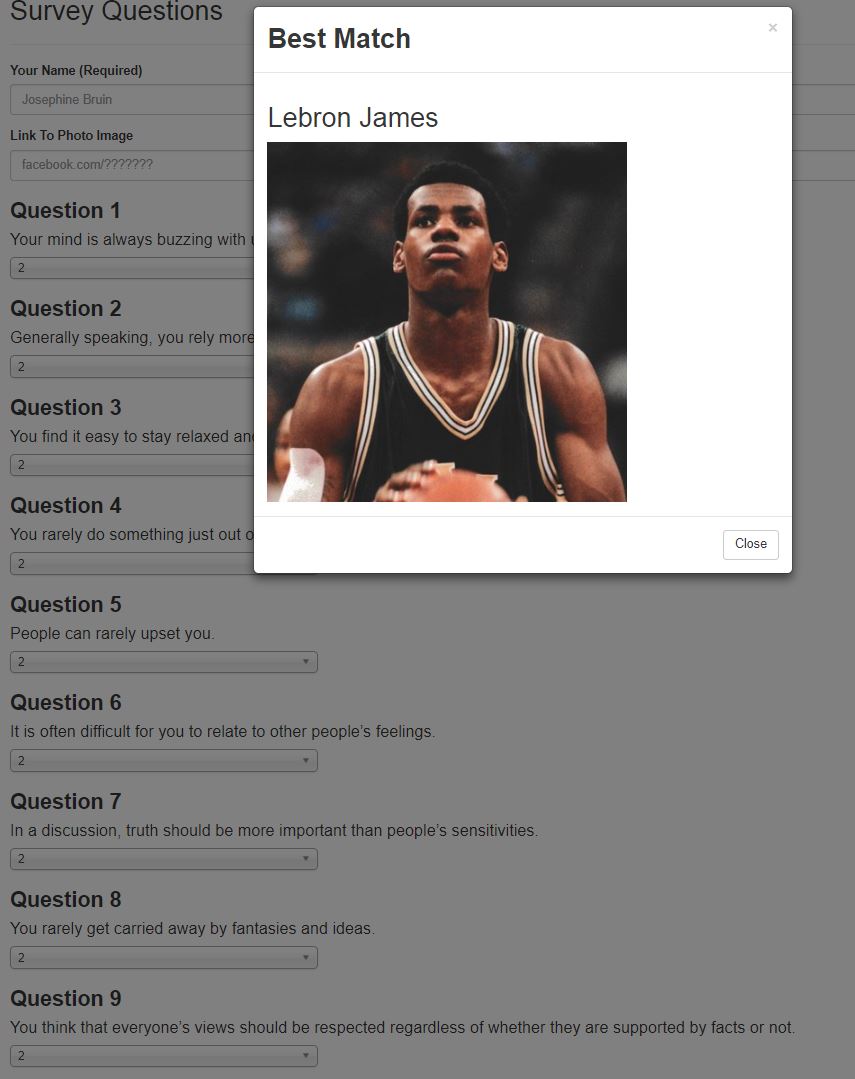 Survey Questions
Best Match
×
Your Name (Required)
Josephine Bruin
Lebron James
Link To Photo Image
facebook.com/???????
Question 1
Your mind is always buzzing with
2
Question 2
Generally speaking, you rely more
2
Question 3
You find it easy to stay relaxed
2
Question 4
You rarely do something just out
2
Close
Question 5
People can rarely upset you.
2
Question 6
It is often difficult for you to relate to other people’s feelings.
2
Question 7
In a discussion, truth should be more important than people’s sensitivities.
2
Question 8
You rarely get carried away by fantasies and ideas.
2
Question 9
You think that everyone’s views should be respected regardless of whether they are supported by facts or not.
2